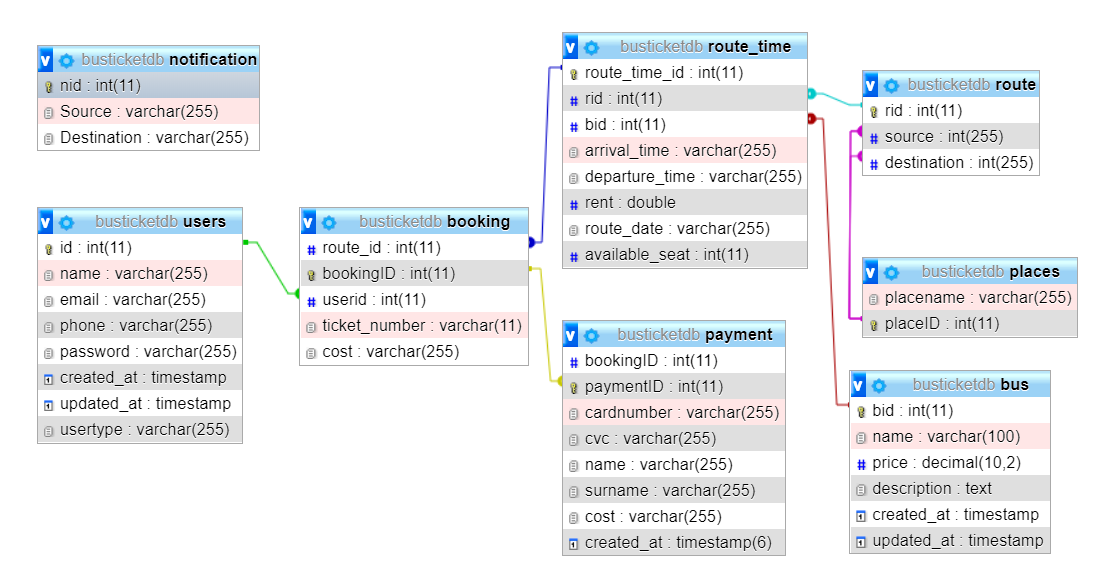 v busticketdb notification
nid : int(11)
Source : varchar(255)
Destination : varchar(255)
v busticketdb users
id : int(11)
name : varchar(255)
email : varchar(255)
phone : varchar(255)
password : varchar(255)
created_at : timestamp
updated_at : timestamp
usertype : varchar(255)
v busticketdb booking
# route_id : int(11)
bookingID : int(11)
# userid : int(11)
ticket_number : varchar(11)
cost : varchar(255)
v busticketdb route_time
route_time_id : int(11)
# rid : int(11)
# bid : int(11)
arrival_time : varchar(255)
departure_time : varchar(255)
# rent : double
route_date : varchar(255)
# available_seat : int(11)
v busticketdb payment
# bookingID : int(11)
paymentID : int(11)
cardnumber : varchar(255)
cvc : varchar(255)
name : varchar(255)
surname : varchar(255)
cost : varchar(255)
created_at : timestamp(6)
v busticketdb route
rid : int(11)
# source : int(255)
# destination : int(255)
v busticketdb places
placename : varchar(255)
placeID : int(11)
v busticketdb bus
bid : int(11)
name : varchar(100)
# price : decimal(10,2)
description : text
created_at : timestamp
updated_at : timestamp